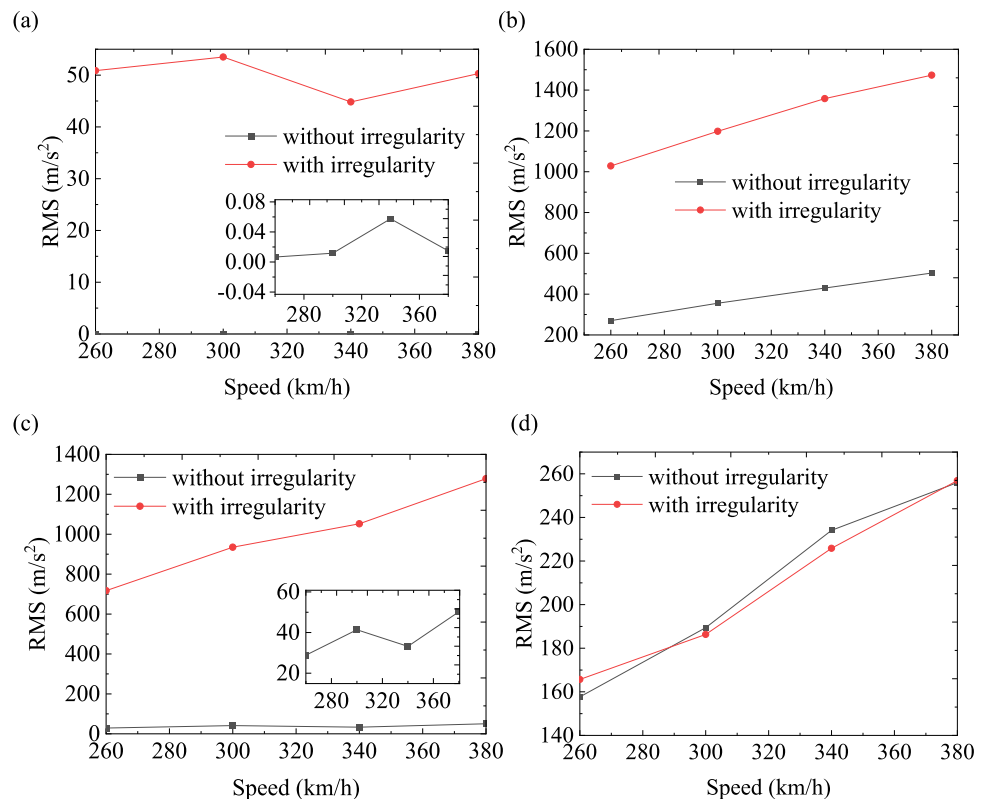 (a)
60
50
40
30
20
10
0
RMS (m/s²)
without irregularity
with irregularity
0.08
0.04
0.00
-0.04
280 320 360
260 280 300 320 340 360 380
Speed (km/h)
(b)
1600
1400
1200
1000
800
600
400
200
RMS (m/s²)
without irregularity
with irregularity
260 280 300 320 340 360 380
Speed (km/h)
(c)
1400
1200
1000
800
600
400
200
0
RMS (m/s²)
without irregularity
with irregularity
60
40
20
280 320 360
260 280 300 320 340 360 380
Speed (km/h)
(d)
260
240
220
200
180
160
140
RMS (m/s²)
without irregularity
with irregularity
260 280 300 320 340 360 380
Speed (km/h)